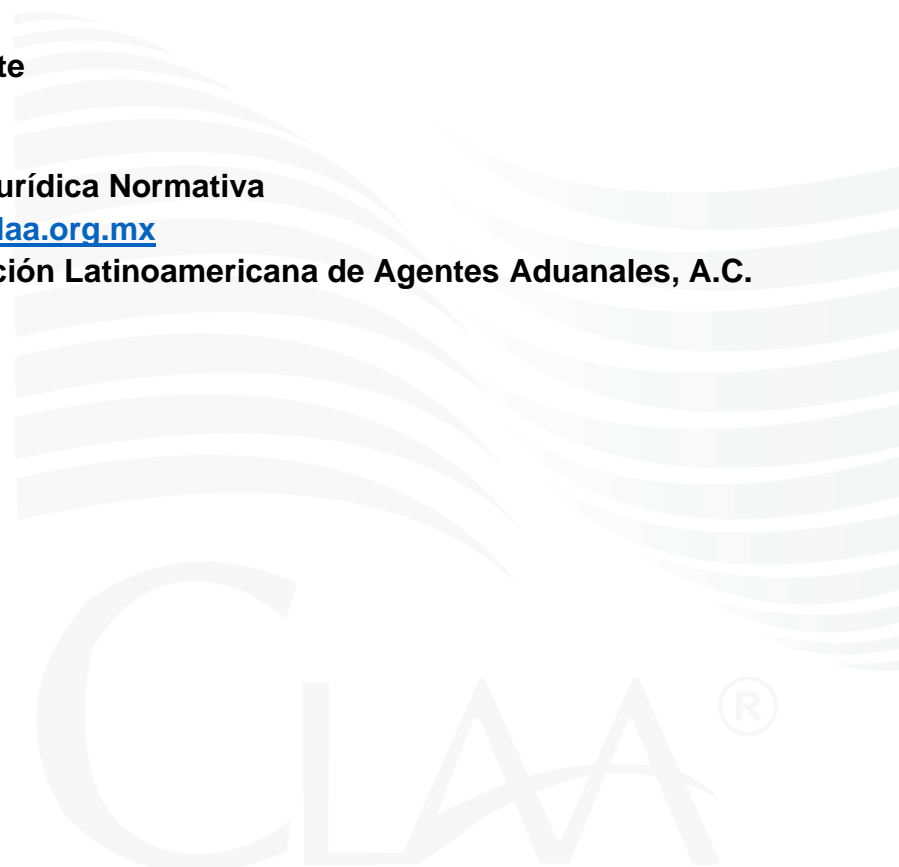 te
urídica Normativa
laa.org.mx
ción Latinoamericana de Agentes Aduanales, A.C.
CLAA®